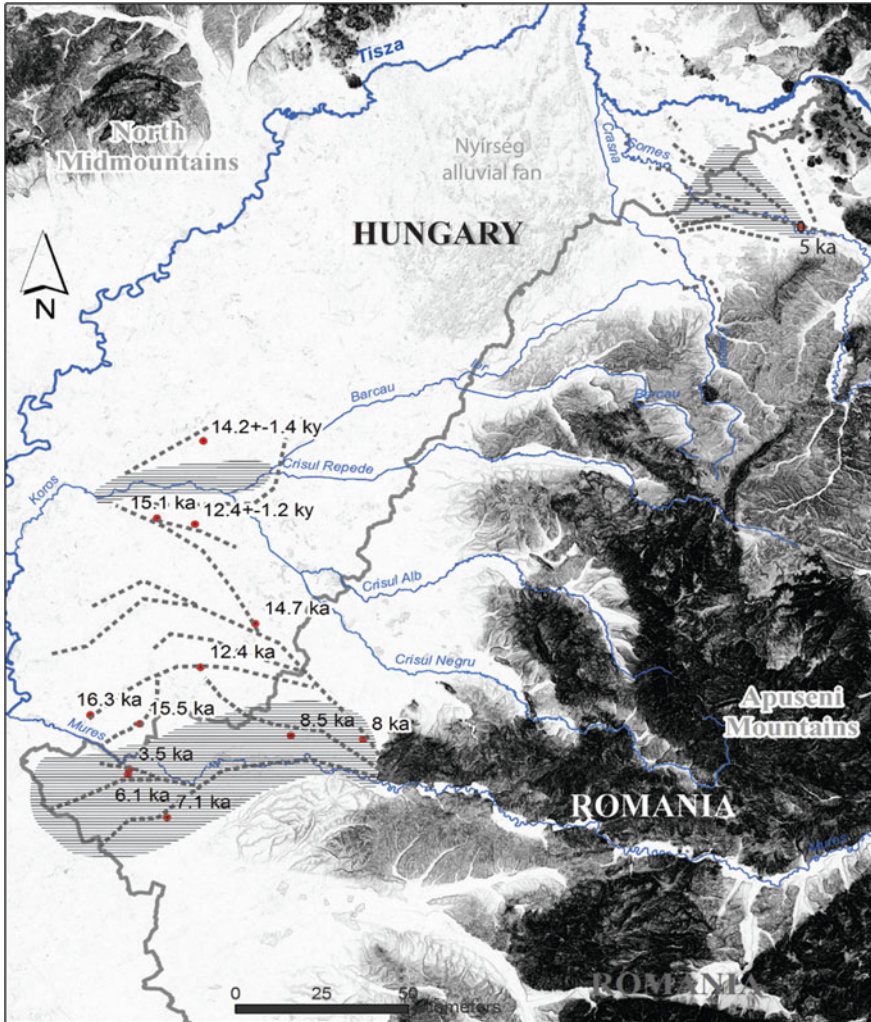 Tisza
North
Midmountains
Nyírség
alluvial fan
Crasna
Somes
HUNGARY
5 ka
N
Ier
Barcau
Barcau
14.2+-1.4 ky
Crisul Repede
Koros
15.1 ka
12.4+-1.2 ky
Crisul Alb
14.7 ka
12.4 ka
Crisul Negru
16.3 ka
15.5 ka
Apuseni
Mountains
Mures
8.5 ka
8 ka
3.5 ka
6.1 ka
7.1 ka
ROMANIA
Mures
ROMANIA
0
25
50